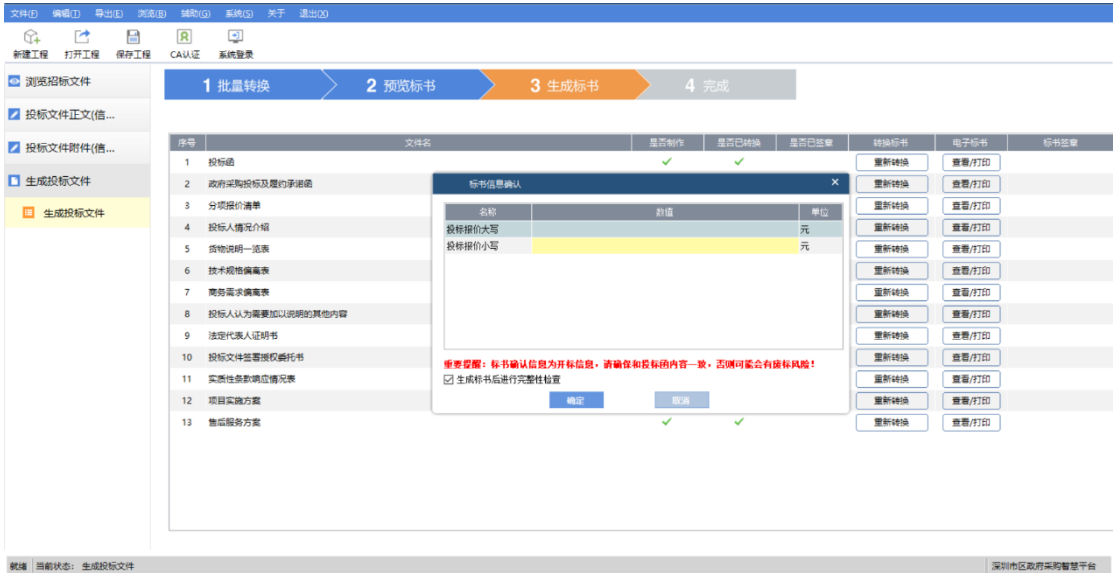 文件(F) 编辑(T) 导出(E) 浏览(B) 辅助(G) 系统(S) 关于 退出(X)
新建工程 打开工程 保存工程 CA认证 系统登录
浏览招标文件
投标文件正文(信...
投标文件附件(信...
生成投标文件
生成投标文件
1 批量转换 2 预览标书 3 生成标书 4 完成
序号 文件名 是否制作 是否已转换 是否已签章 转换标书 电子标书 标书签章
1 投标函 重新转换 查看/打印
2 政府采购投标及履约承诺函 重新转换 查看/打印
3 分项报价清单 重新转换 查看/打印
4 投标人情况介绍 重新转换 查看/打印
5 货物说明一览表 重新转换 查看/打印
6 技术规格偏离表 重新转换 查看/打印
7 商务需求偏离表 重新转换 查看/打印
8 投标人认为需要加以说明的其他内容 重新转换 查看/打印
9 法定代表人证明书 重新转换 查看/打印
10 投标文件签署授权委托书 重新转换 查看/打印
11 实质性条款响应情况表 重新转换 查看/打印
12 项目实施方案 重新转换 查看/打印
13 售后服务方案 重新转换 查看/打印
标书信息确认
名称 数值 单位
投标报价大写 元
投标报价小写 元
重要提醒：标书确认信息为开标信息，请确保和投标函内容一致，否则可能会有废标风险！
生成标书后进行完整性检查
确定 取消
就绪 当前状态: 生成投标文件 深圳市区政府采购智慧平台